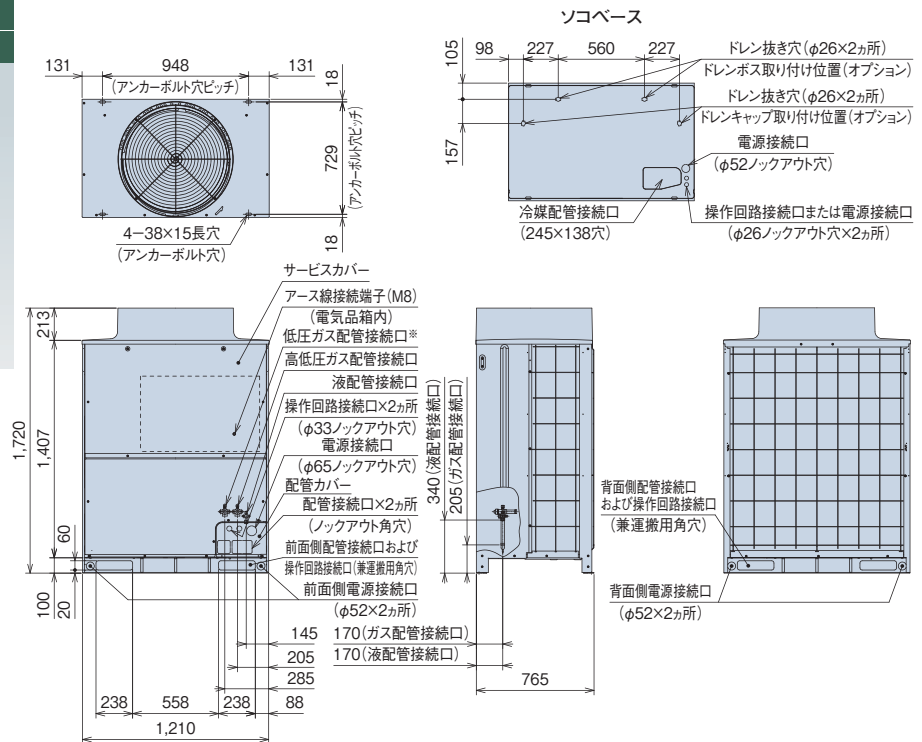 ソコベース
131
948
131
(アンカーボルト穴ピッチ)
18
729
(アンカーボルト穴ピッチ)
18
4−38×15長穴
(アンカーボルト穴)
105
98
227
560
227
157
ドレン抜き穴(φ26×2ヵ所)
ドレンボス取り付け位置(オプション)
ドレン抜き穴(φ26×2ヵ所)
ドレンキャップ取り付け位置(オプション)
電源接続口
(φ52ノックアウト穴)
冷媒配管接続口
(245×138穴)
操作回路接続口または電源接続口
(φ26ノックアウト穴×2ヵ所)
サービスカバー
アース線接続端子(M8)
(電気品箱内)
低圧ガス配管接続口※
高低圧ガス配管接続口
液配管接続口
操作回路接続口×2ヵ所
(φ33ノックアウト穴)
電源接続口
(φ65ノックアウト穴)
配管カバー
配管接続口×2ヵ所
(ノックアウト角穴)
前面側配管接続口および
操作回路接続口(兼運搬用角穴)
前面側電源接続口
(φ52×2ヵ所)
213
1,720
1,407
60
100
20
145
205
285
238
558
238
88
1,210
340(液配管接続口)
205(ガス配管接続口)
170(ガス配管接続口)
170(液配管接続口)
765
背面側配管接続口
および操作回路接続口
(兼運搬用角穴)
背面側電源接続口
(φ52×2ヵ所)